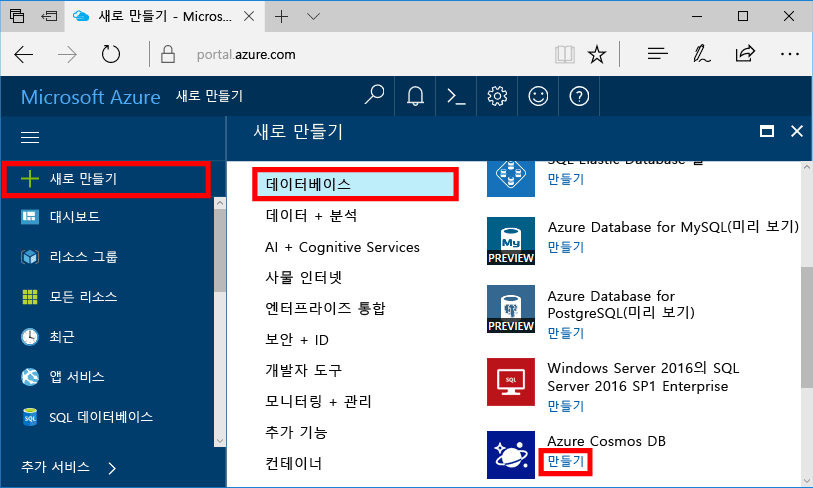 새로 만들기 - Microsoft
portal.azure.com
Microsoft Azure 새로 만들기
새로 만들기
새로 만들기
대시보드
리소스 그룹
모든 리소스
최근
앱 서비스
SQL 데이터베이스
추가 서비스
데이터베이스
데이터 + 분석
AI + Cognitive Services
사물 인터넷
엔터프라이즈 통합
보안 + ID
개발자 도구
모니터링 + 관리
추가 기능
컨테이너
SQL Elastic Database 풀
만들기
My
PREVIEW
Azure Database for MySQL(미리 보기)
만들기
PREVIEW
Azure Database for
PostgreSQL(미리 보기)
만들기
SQL
Windows Server 2016의 SQL
Server 2016 SP1 Enterprise
만들기
Azure Cosmos DB
만들기